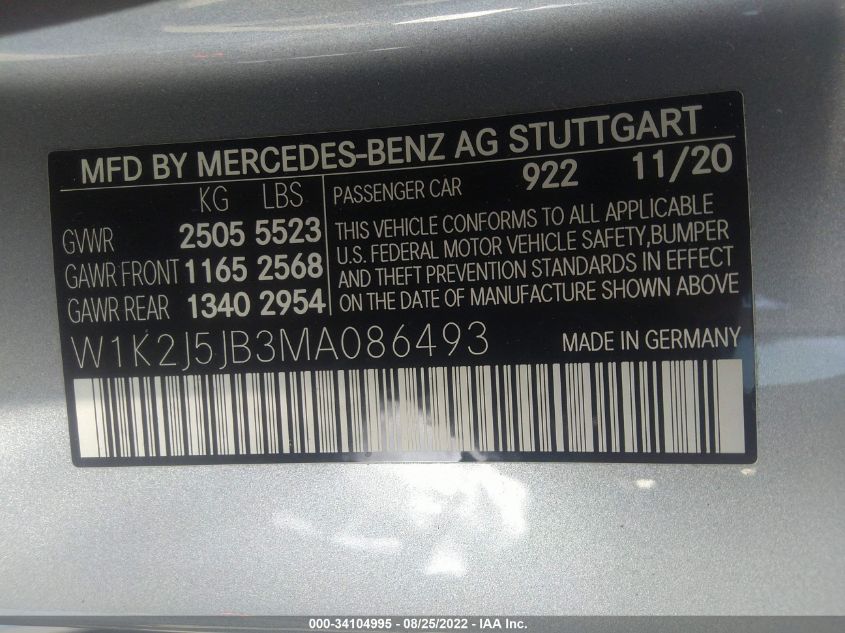 MFD BY MERCEDES-BENZ AG STUTTGART
KG LBS
GVWR 2505 5523
GAWR FRONT 1165 2568
GAWR REAR 1340 2954
PASSENGER CAR 922 11/20
THIS VEHICLE CONFORMS TO ALL APPLICABLE
U.S. FEDERAL MOTOR VEHICLE SAFETY,BUMPER
AND THEFT PREVENTION STANDARDS IN EFFECT
ON THE DATE OF MANUFACTURE SHOWN ABOVE
W1K2J5JB3MA086493 MADE IN GERMANY
000-34104995 - 08/25/2022 - IAA Inc.